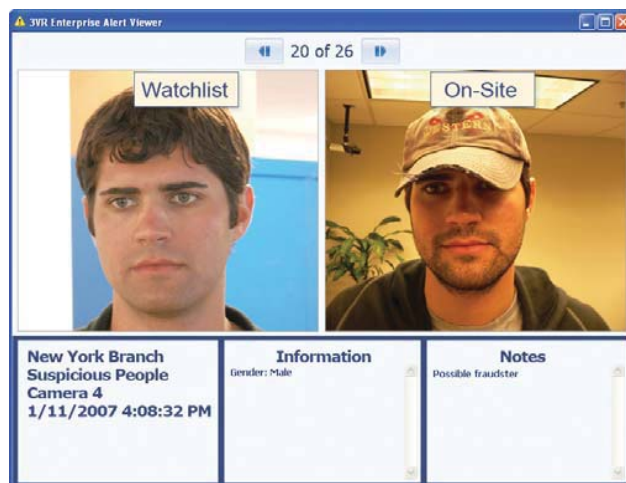 3VR Enterprise Alert Viewer
20 of 26
Watchlist
On-Site
New York Branch
Suspicious People
Camera 4
1/11/2007 4:08:32 PM
Information
Gender: Male
Notes
Possible fraudster